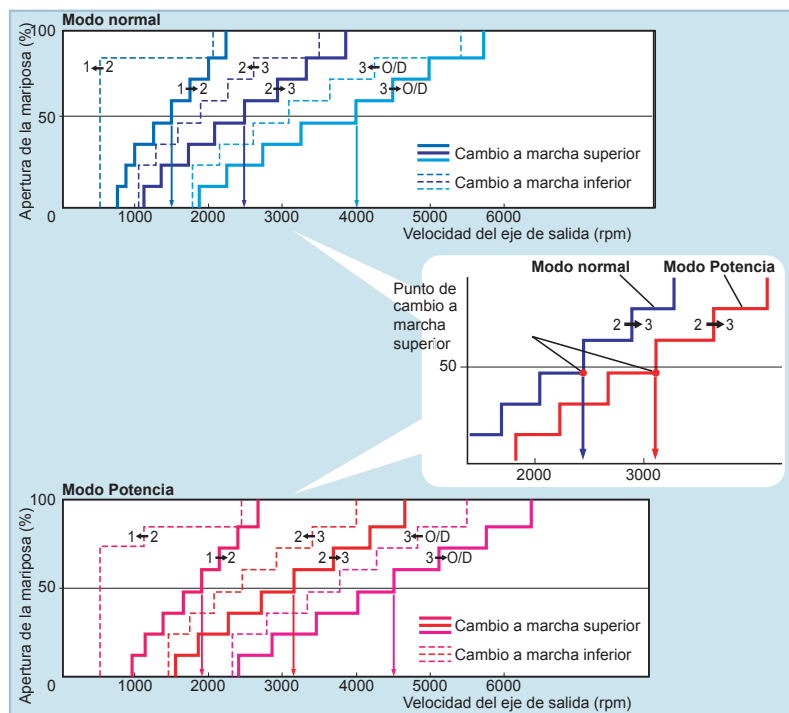 Modo normal
Apertura de la mariposa (%)
100
50
0
1 2
1 2
2 3
2 3
3 O/D
3 O/D
Cambio a marcha superior
Cambio a marcha inferior
1000 2000 3000 4000 5000 6000
Velocidad del eje de salida (rpm)
Modo normal Modo Potencia
Punto de
cambio a
marcha
superior
2 3 2 3
50
2000 3000
Modo Potencia
Apertura de la mariposa (%)
100
50
0
1 2
1 2
2 3
2 3
3 O/D
3 O/D
Cambio a marcha superior
Cambio a marcha inferior
1000 2000 3000 4000 5000 6000
Velocidad del eje de salida (rpm)